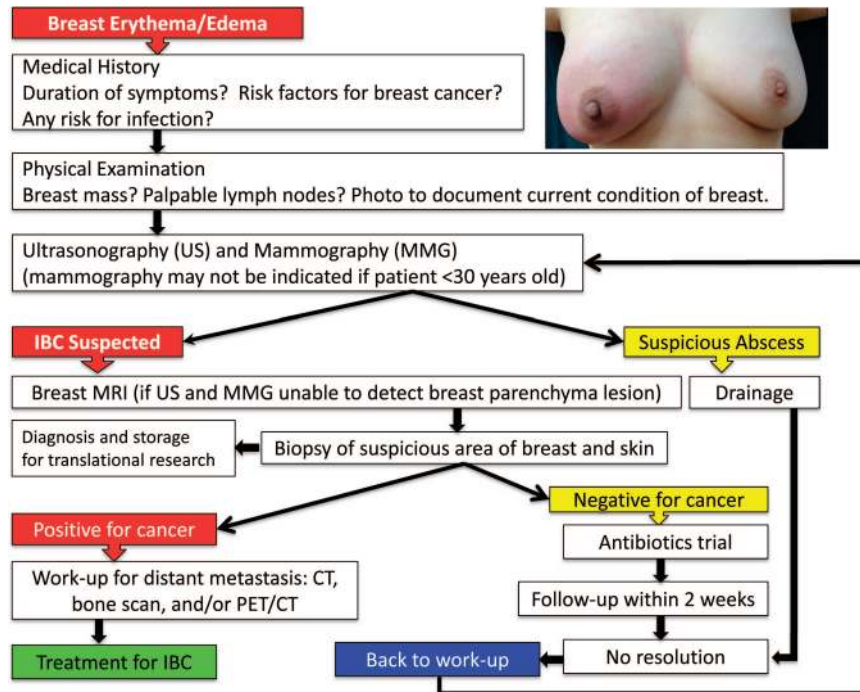 Breast Erythema/Edema
Medical History
Duration of symptoms?  Risk factors for breast cancer?
Any risk for infection?
Physical Examination
Breast mass? Palpable lymph nodes? Photo to document current condition of breast.
Ultrasonography (US) and Mammography (MMG)
(mammography may not be indicated if patient <30 years old)
IBC Suspected
Suspicious Abscess
Breast MRI (if US and MMG unable to detect breast parenchyma lesion)
Drainage
Diagnosis and storage
for translational research
Biopsy of suspicious area of breast and skin
Negative for cancer
Positive for cancer
Antibiotics trial
Work-up for distant metastasis: CT,
bone scan, and/or PET/CT
Follow-up within 2 weeks
Treatment for IBC
Back to work-up
No resolution